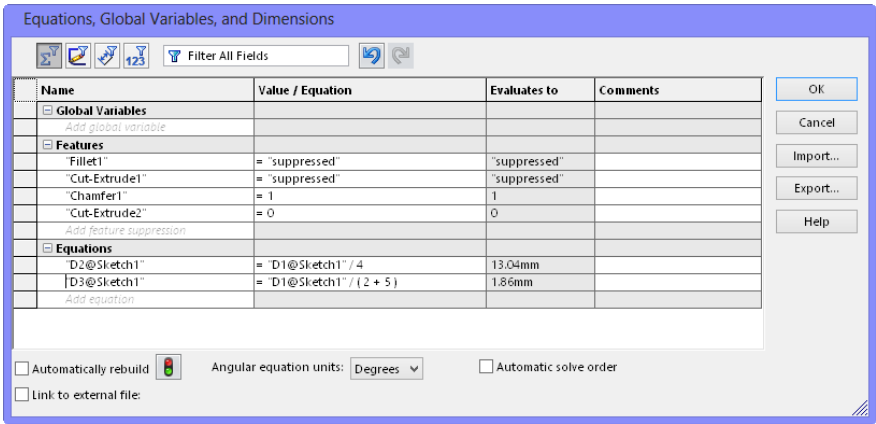 Equations, Global Variables, and Dimensions
Σ 123 Filter All Fields
Name Value / Equation Evaluates to Comments OK
Global Variables
Add global variable Cancel
Features
"Fillet1" = "suppressed" "suppressed" Import...
"Cut-Extrude1" = "suppressed" "suppressed"
"Chamfer1" = 1 1 Export...
"Cut-Extrude2" = 0 0
Add feature suppression Help
Equations
"D2@Sketch1" = "D1@Sketch1" / 4 13.04mm
"D3@Sketch1" = "D1@Sketch1" / ( 2 + 5 ) 1.86mm
Add equation
Automatically rebuild Angular equation units: Degrees Automatic solve order
Link to external file: